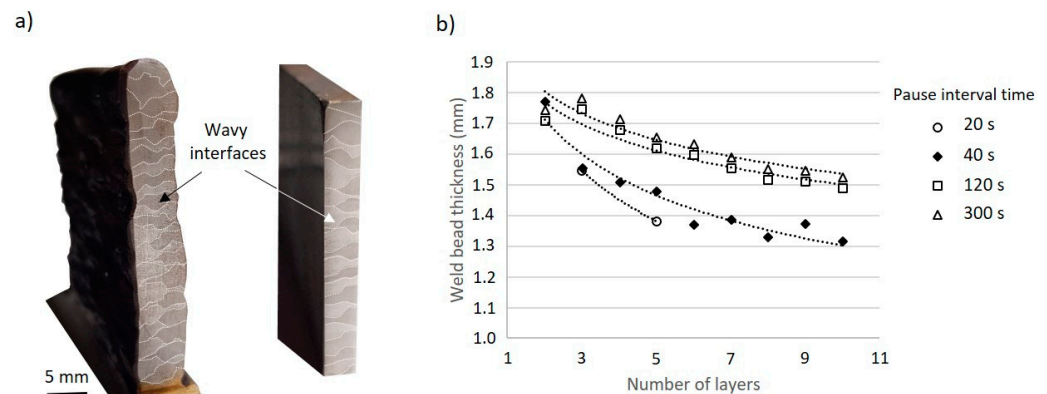 a)
Wavy
interfaces
5 mm
b)
Weld bead thickness (mm)
1.9
1.8
1.7
1.6
1.5
1.4
1.3
1.2
1.1
1.0
1 3 5 7 9 11
Number of layers
Pause interval time
20 s
40 s
120 s
300 s